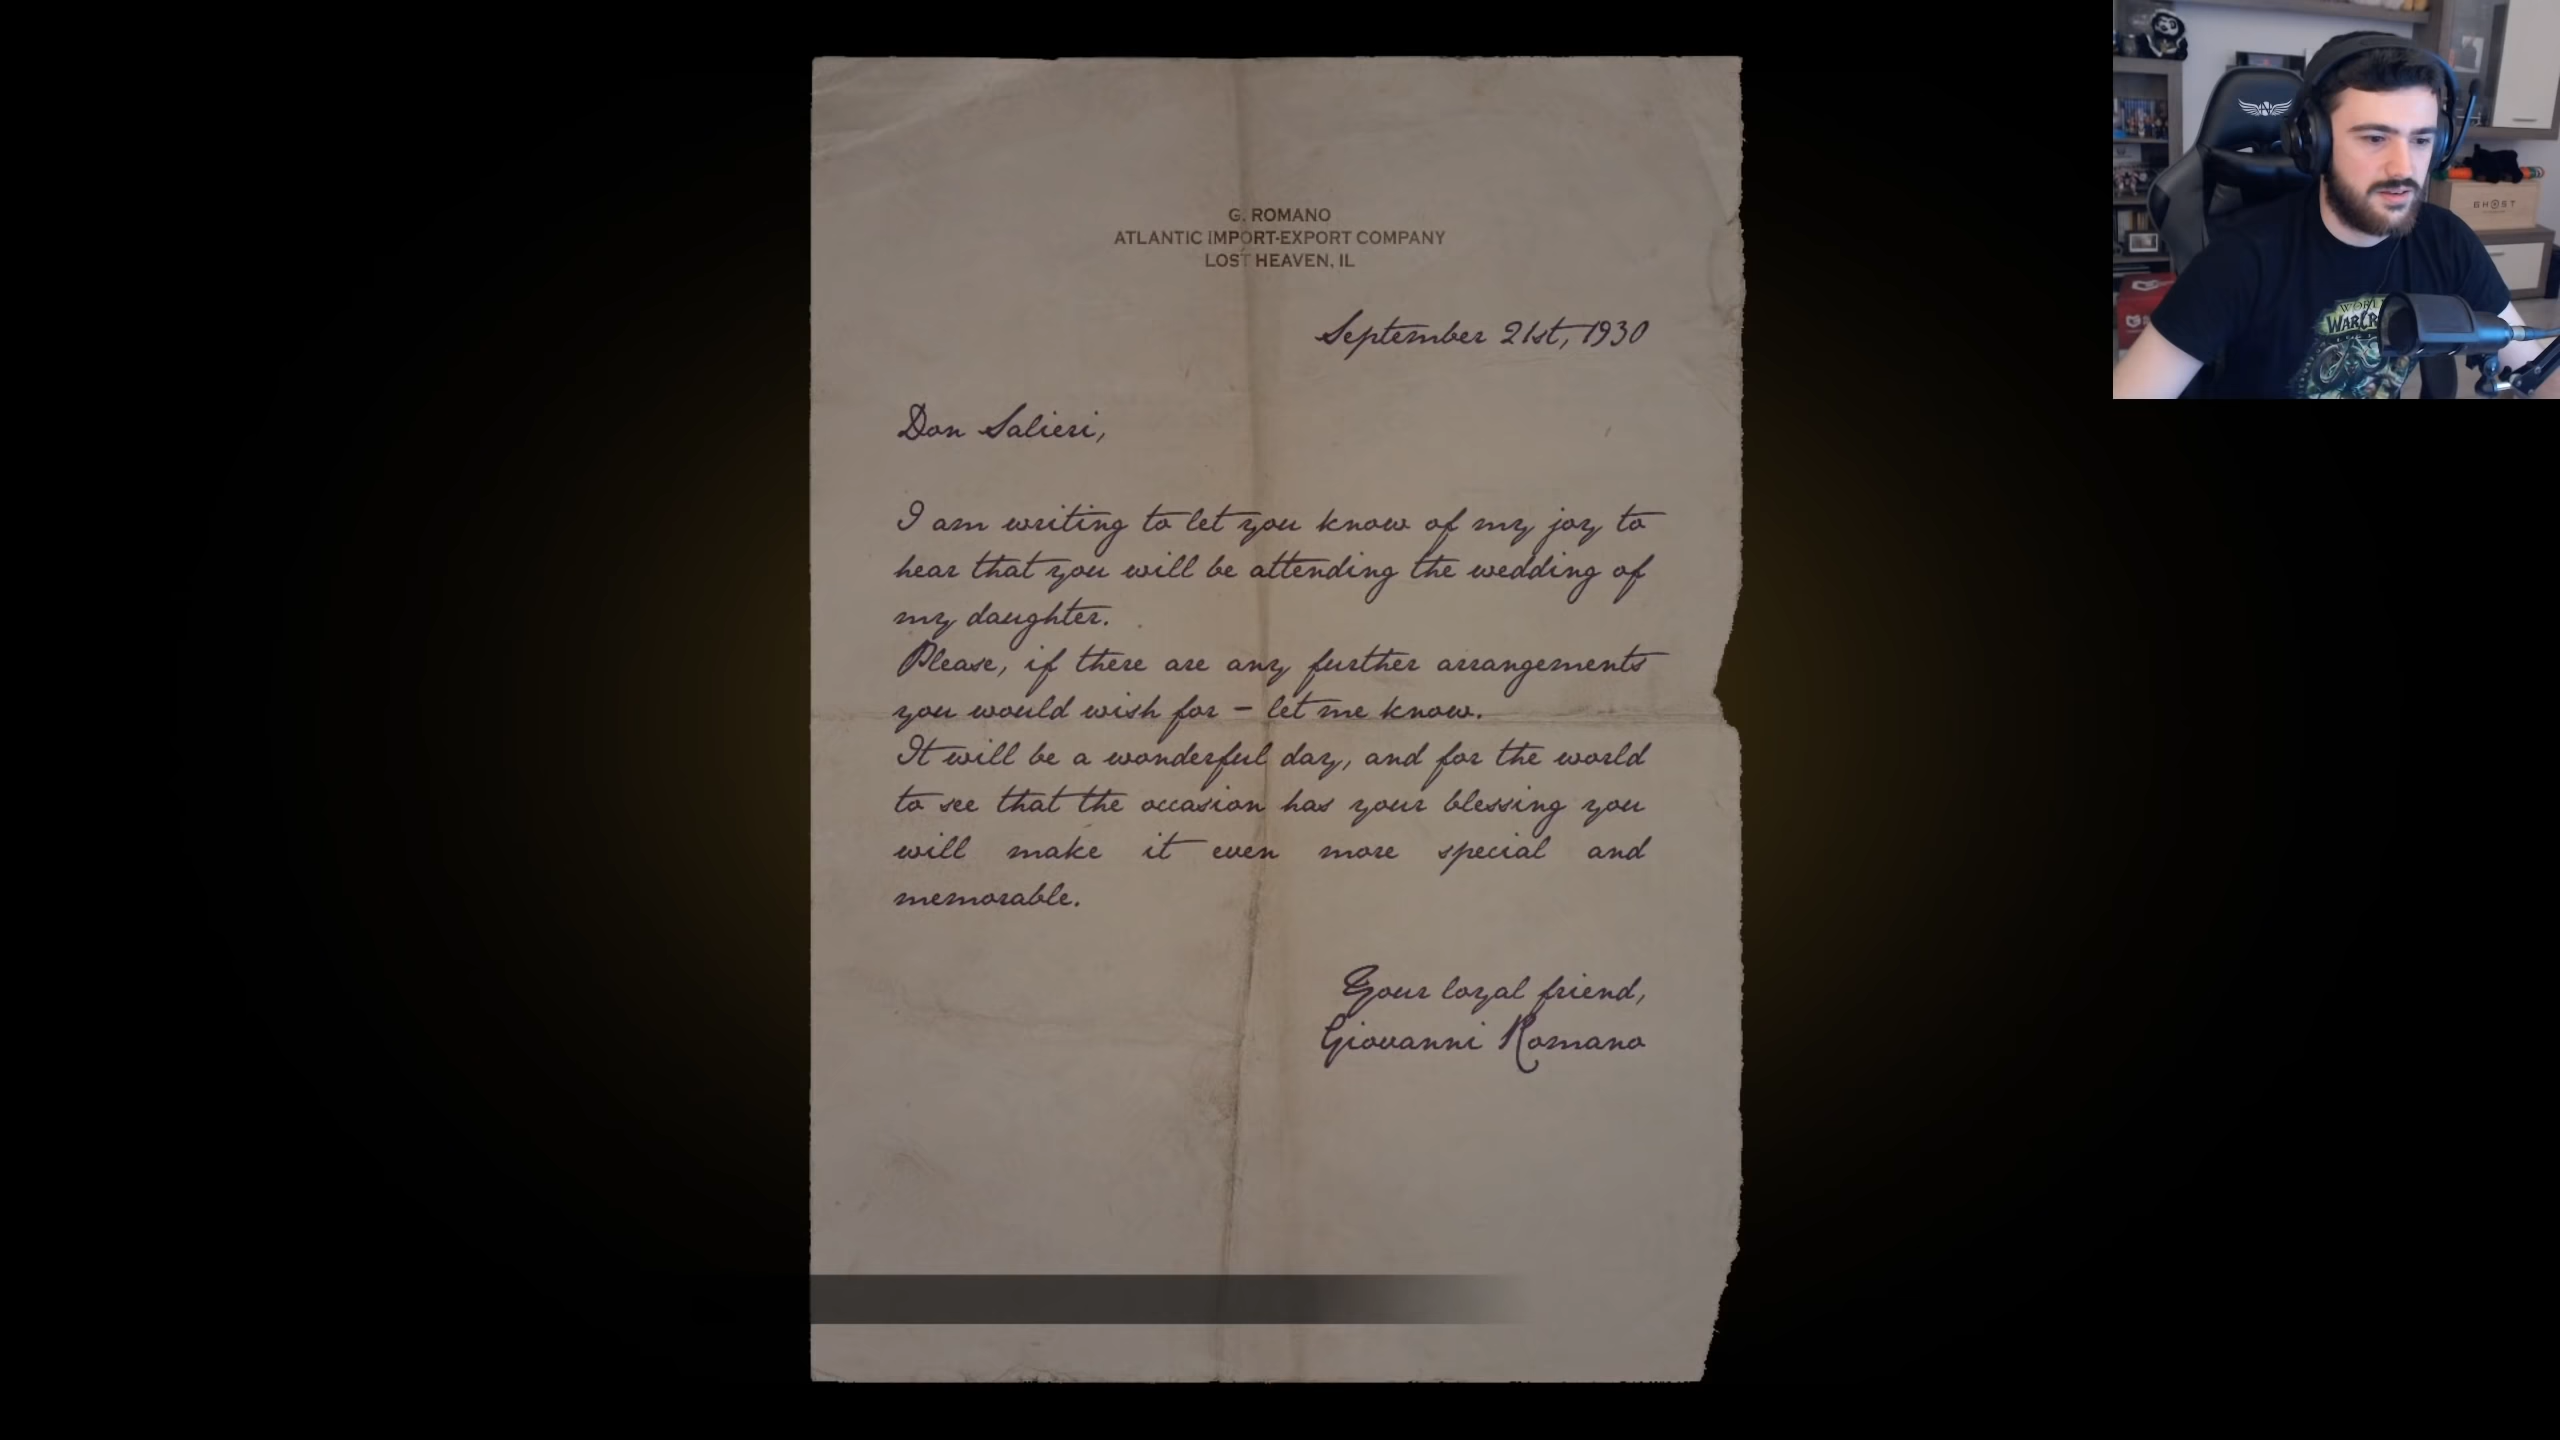 G. ROMANO
ATLANTIC IMPORT-EXPORT COMPANY
LOST HEAVEN, IL
September 21st, 1930
Don Salieri,
I am writing to let you know of my joy to
hear that you will be attending the wedding of
my daughter.
Please, if there are any further arrangements
you would wish for – let me know.
It will be a wonderful day, and for the world
to see that the occasion has your blessing you
will make it even more special and
memorable.
Your loyal friend,
Giovanni Romano
GHOST